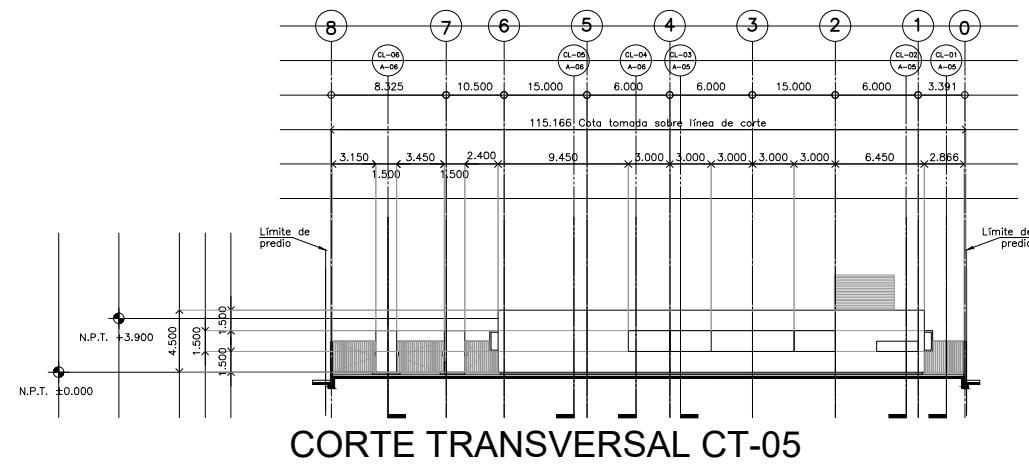 8 7 6 5 4 3 2 1 0
CL-06 A-06
CL-05 A-06
CL-04 A-06
CL-03 A-05
CL-02 A-05
CL-01 A-05
8.325 10.500 15.000 6.000 6.000 15.000 6.000 3.391
115.166 Cota tomada sobre línea de corte
3.150 3.450 2.400 9.450 3.000 3.000 3.000 3.000 3.000 6.450 2.866
1.500 1.500
Límite de predio
Límite de predio
N.P.T. +3.900
4.500
1.500
1.500
1.500
N.P.T. ±0.000
CORTE TRANSVERSAL CT-05